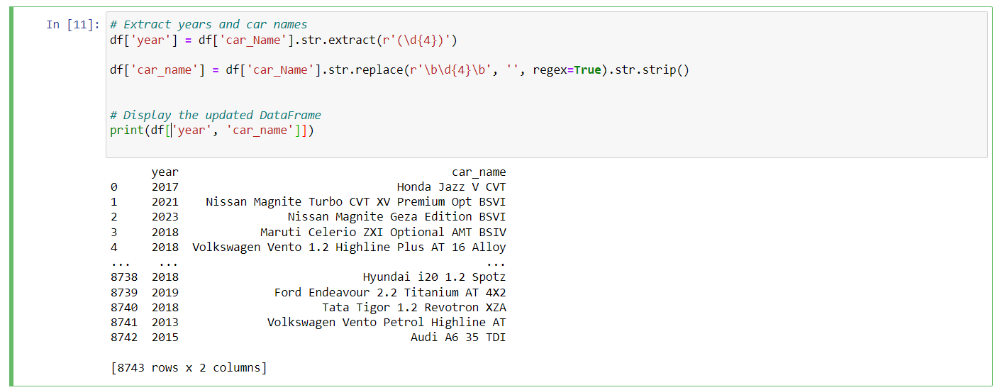 In [11]:
# Extract years and car names
df['year'] = df['car_Name'].str.extract(r'(\d{4})')
df['car_name'] = df['car_Name'].str.replace(r'\b\d{4}\b', '', regex=True).str.strip()
# Display the updated DataFrame
print(df['year', 'car_name']])
year car_name
0 2017 Honda Jazz V CVT
1 2021 Nissan Magnite Turbo CVT XV Premium Opt BSVI
2 2023 Nissan Magnite Geza Edition BSVI
3 2018 Maruti Celerio ZXI Optional AMT BSIV
4 2018 Volkswagen Vento 1.2 Highline Plus AT 16 Alloy
... ... ...
8738 2018 Hyundai i20 1.2 Spotz
8739 2019 Ford Endeavour 2.2 Titanium AT 4X2
8740 2018 Tata Tigor 1.2 Revotron XZA
8741 2013 Volkswagen Vento Petrol Highline AT
8742 2015 Audi A6 35 TDI
[8743 rows x 2 columns]